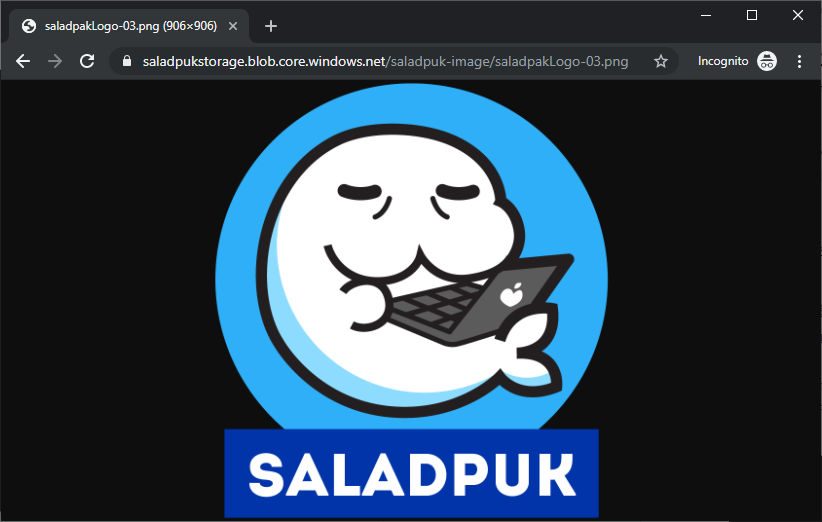 saladpakLogo-03.png (906×906)
saladpukstorage.blob.core.windows.net/saladpuk-image/saladpakLogo-03.png
Incognito
SALADPUK